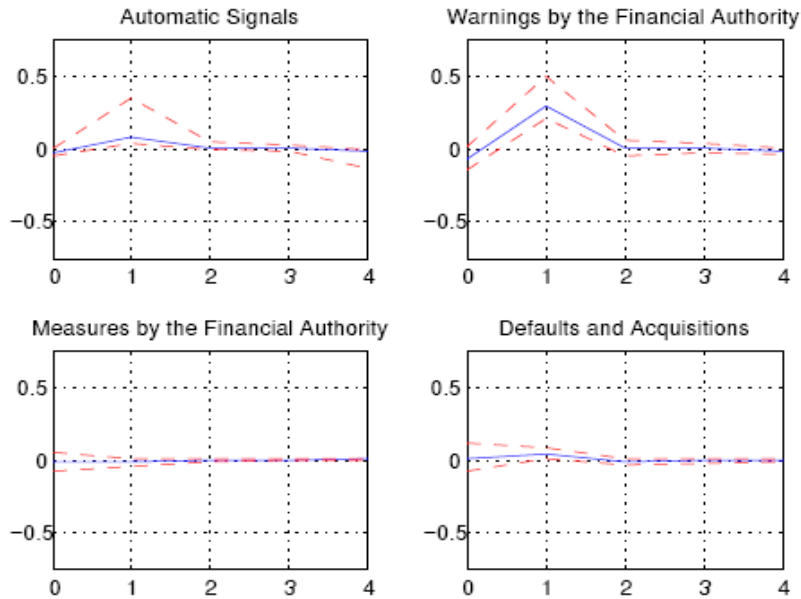 Automatic Signals
0.5
0
−0.5
0 1 2 3 4
Warnings by the Financial Authority
0.5
0
−0.5
0 1 2 3 4
Measures by the Financial Authority
0.5
0
−0.5
0 1 2 3 4
Defaults and Acquisitions
0.5
0
−0.5
0 1 2 3 4